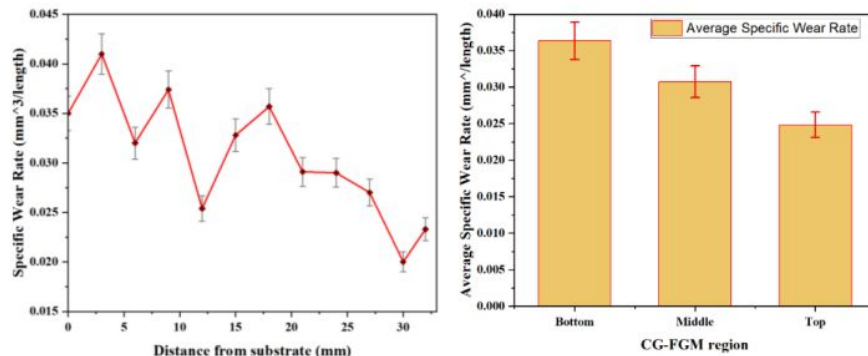 Specific Wear Rate (mm^3/length)
0.045
0.040
0.035
0.030
0.025
0.020
0.015
0 5 10 15 20 25 30
Distance from substrate (mm)
Average Specific Wear Rate (mm^/length)
0.040
0.035
0.030
0.025
0.020
0.015
0.010
0.005
0.000
Average Specific Wear Rate
Bottom Middle Top
CG-FGM region